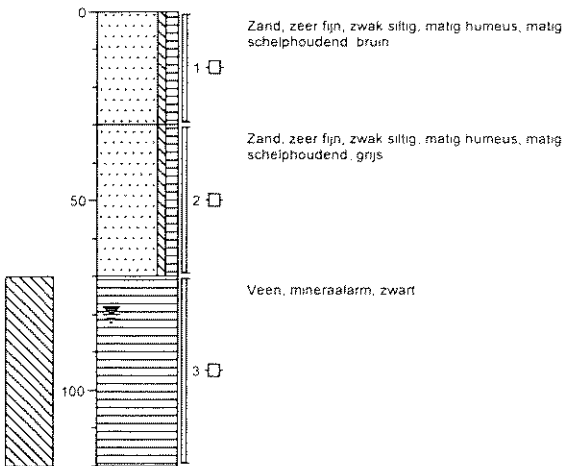 0
Zand, zeer fijn, zwak siltig, matig humeus, matig
schelphoudend, bruin
1
Zand, zeer fijn, zwak siltig, matig humeus, matig
schelphoudend, grijs
50
2
Veen, mineraalarm, zwart
3
100